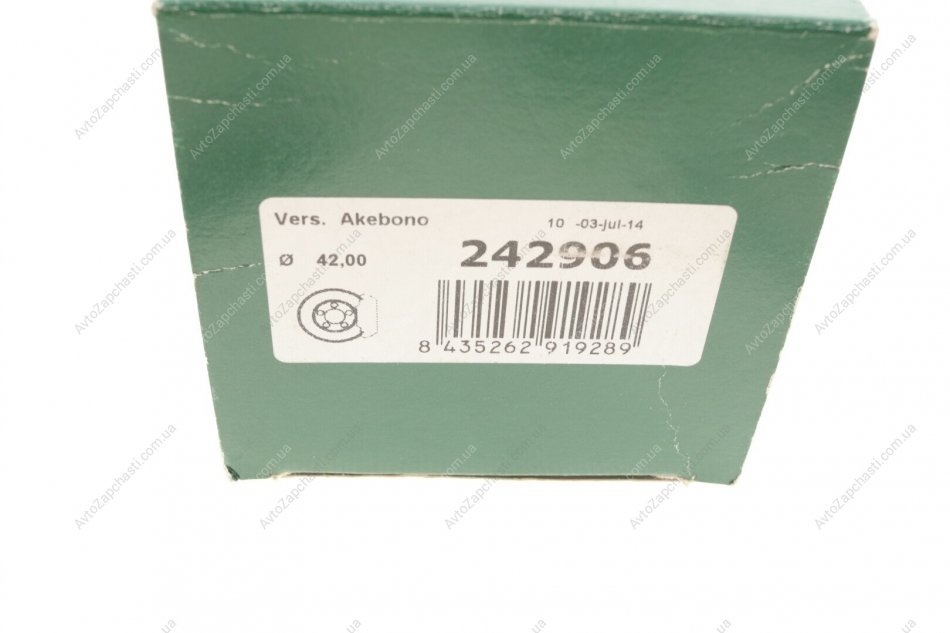 Vers. Akebono
10 -03-jul-14
Ø 42,00
242906
8 435262 919289
AvtoZapchasti.com.ua